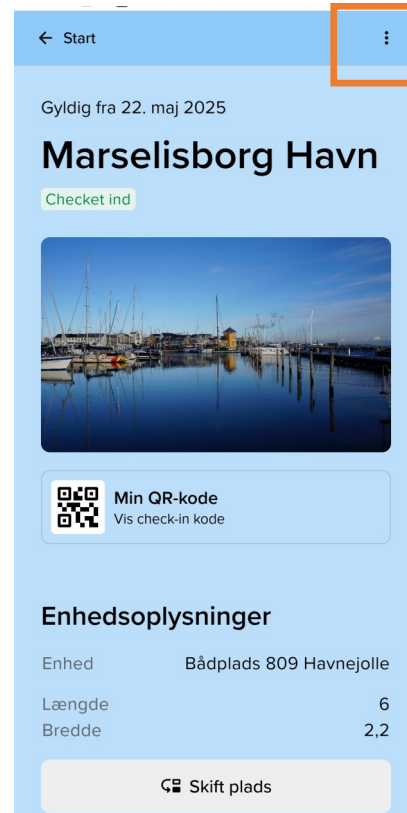 Start
Gyldig fra 22. maj 2025
Marselisborg Havn
Checket ind
Min QR-kode
Vis check-in kode
Enhedsoplysninger
Enhed Bådplads 809 Havnejolle
Længde 6
Bredde 2,2
Skift plads